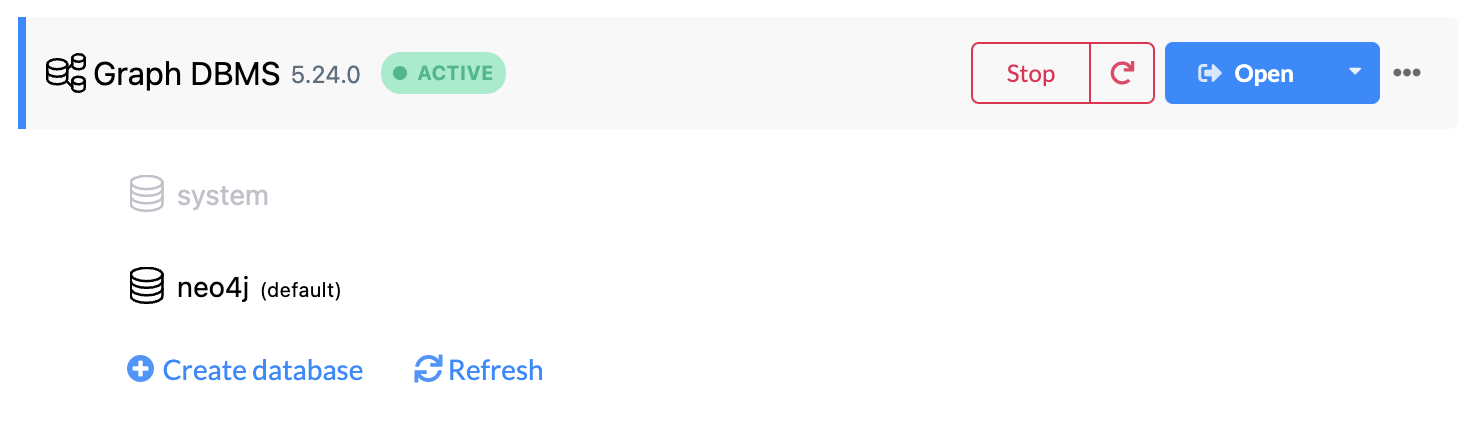 Graph DBMS 5.24.0 ACTIVE Stop Open
system
neo4j (default)
Create database Refresh